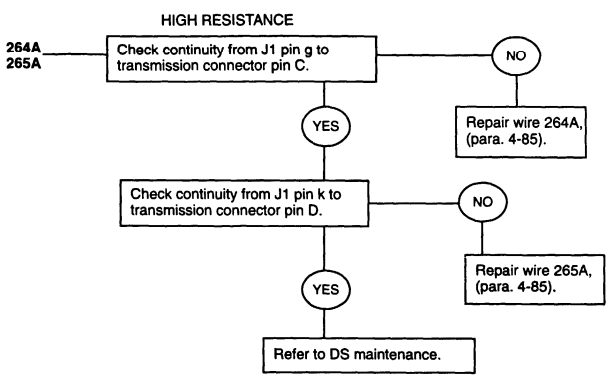 HIGH RESISTANCE
264A
265A
Check continuity from J1 pin g to
transmission connector pin C.
NO
YES
Repair wire 264A,
(para. 4-85).
Check continuity from J1 pin k to
transmission connector pin D.
NO
YES
Repair wire 265A,
(para. 4-85).
Refer to DS maintenance.